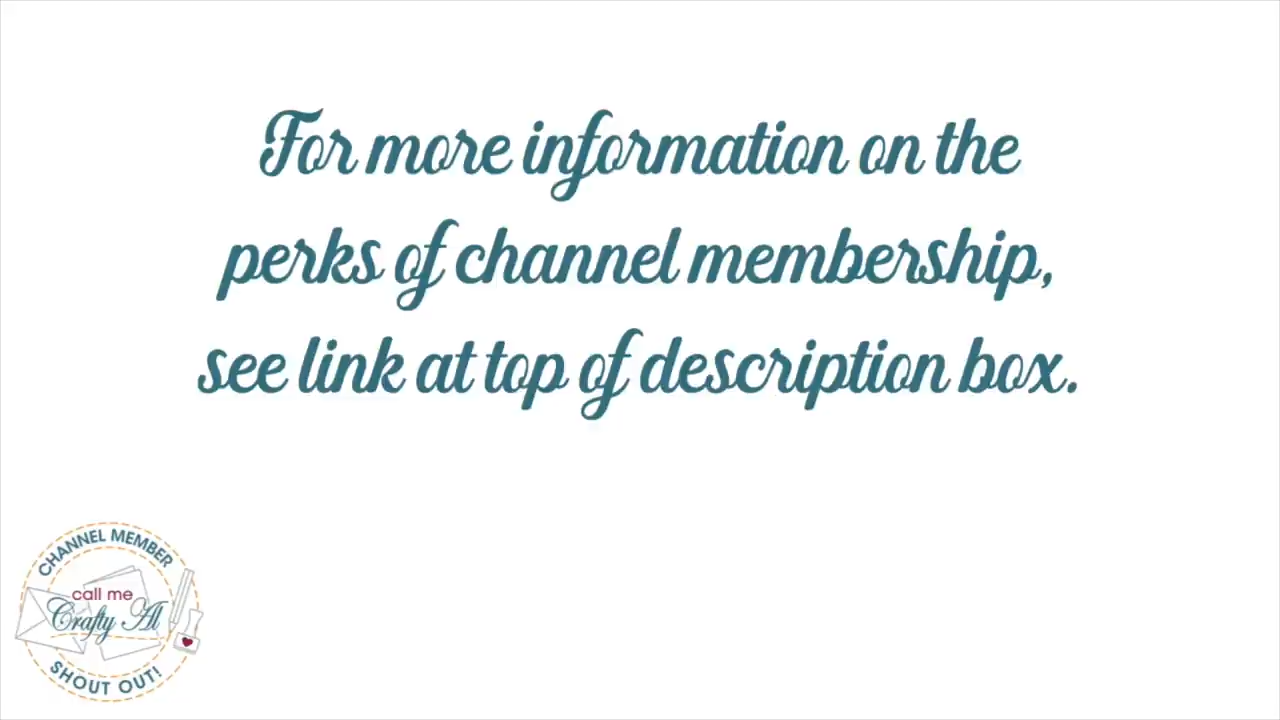 For more information on the
perks of channel membership,
see link at top of description box.
CHANNEL MEMBER
call me
Crafty Al
SHOUT OUT!